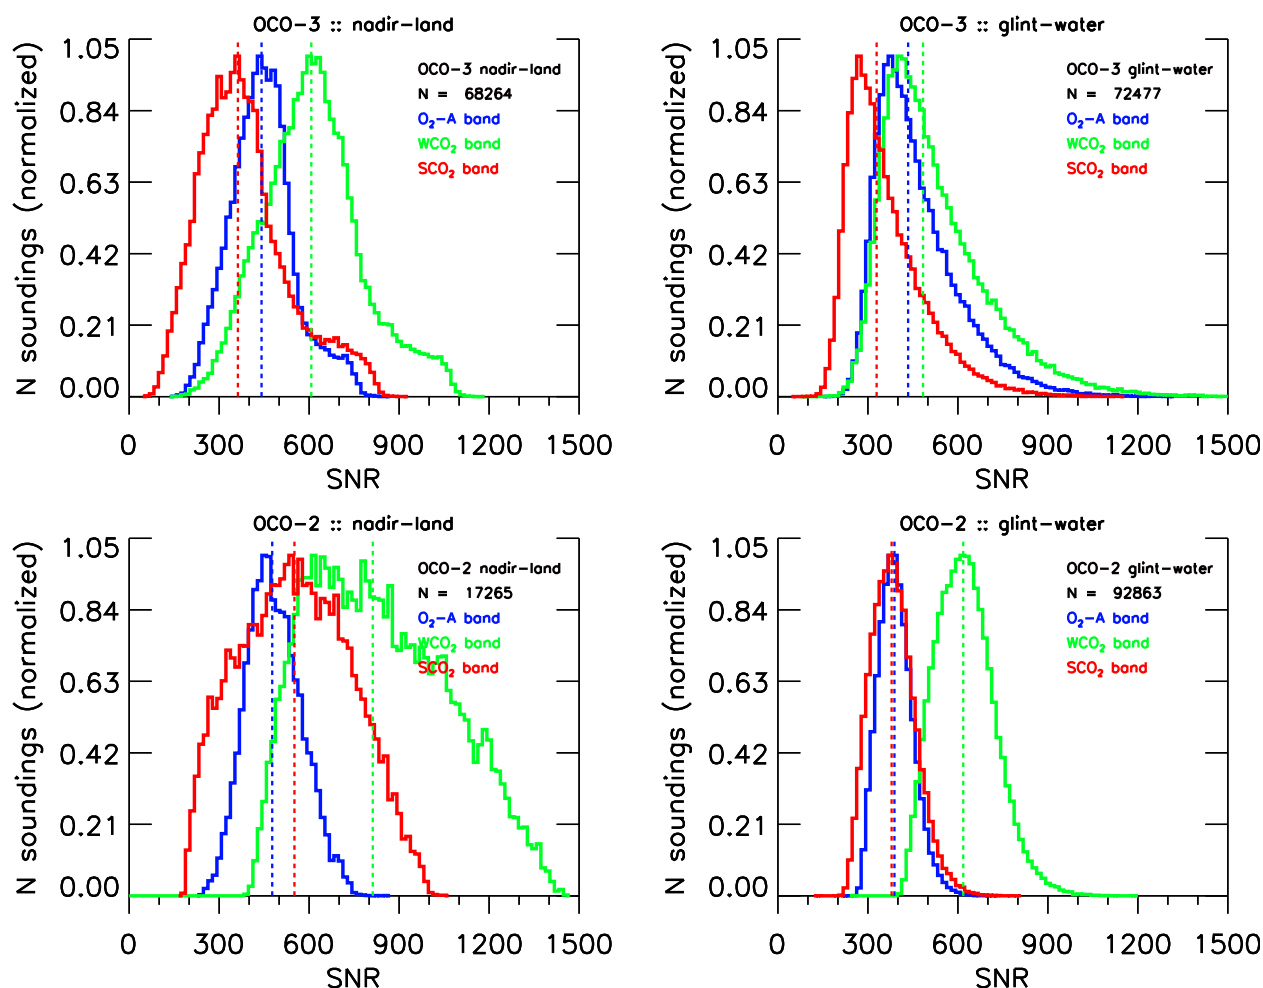 OCO-3 :: nadir-land
N soundings (normalized)
1.05
0.84
0.63
0.42
0.21
0.00
OCO-3 nadir-land
N = 68264
O₂-A band
WCO₂ band
SCO₂ band
0 300 600 900 1200 1500
SNR
OCO-3 :: glint-water
N soundings (normalized)
1.05
0.84
0.63
0.42
0.21
0.00
OCO-3 glint-water
N = 72477
O₂-A band
WCO₂ band
SCO₂ band
0 300 600 900 1200 1500
SNR
OCO-2 :: nadir-land
N soundings (normalized)
1.05
0.84
0.63
0.42
0.21
0.00
OCO-2 nadir-land
N = 17265
O₂-A band
WCO₂ band
SCO₂ band
0 300 600 900 1200 1500
SNR
OCO-2 :: glint-water
N soundings (normalized)
1.05
0.84
0.63
0.42
0.21
0.00
OCO-2 glint-water
N = 92863
O₂-A band
WCO₂ band
SCO₂ band
0 300 600 900 1200 1500
SNR